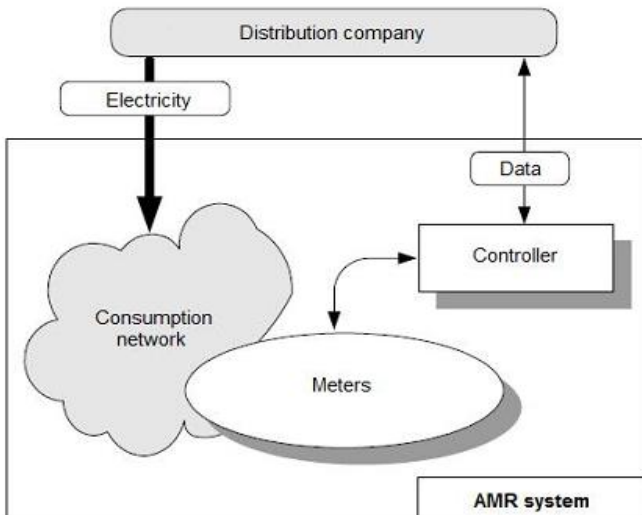 Distribution company
Electricity
Data
Controller
Consumption
network
Meters
AMR system